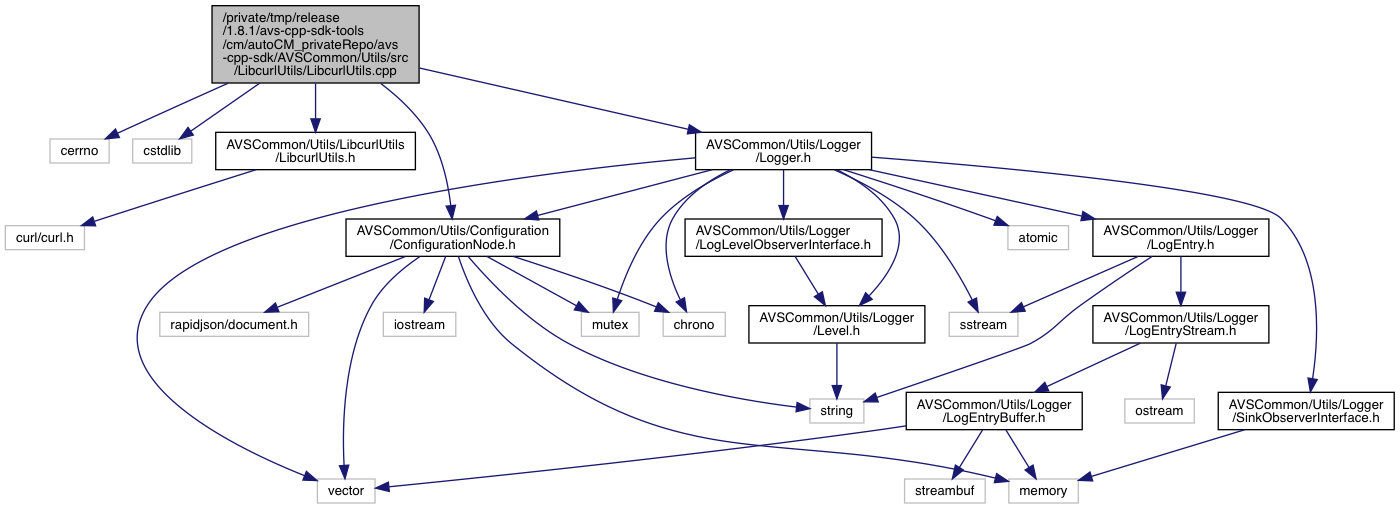 /private/tmp/release
/1.8.1/avs-cpp-sdk-tools
/cm/autoCM_privateRepo/avs
-cpp-sdk/AVSCommon/Utils/src
/LibcurlUtils/LibcurlUtils.cpp
cerrno
cstdlib
AVSCommon/Utils/LibcurlUtils
/LibcurlUtils.h
AVSCommon/Utils/Logger
/Logger.h
curl/curl.h
AVSCommon/Utils/Configuration
/ConfigurationNode.h
AVSCommon/Utils/Logger
/LogLevelObserverInterface.h
atomic
AVSCommon/Utils/Logger
/LogEntry.h
rapidjson/document.h
iostream
mutex
chrono
AVSCommon/Utils/Logger
/Level.h
sstream
AVSCommon/Utils/Logger
/LogEntryStream.h
string
AVSCommon/Utils/Logger
/LogEntryBuffer.h
ostream
AVSCommon/Utils/Logger
/SinkObserverInterface.h
vector
streambuf
memory